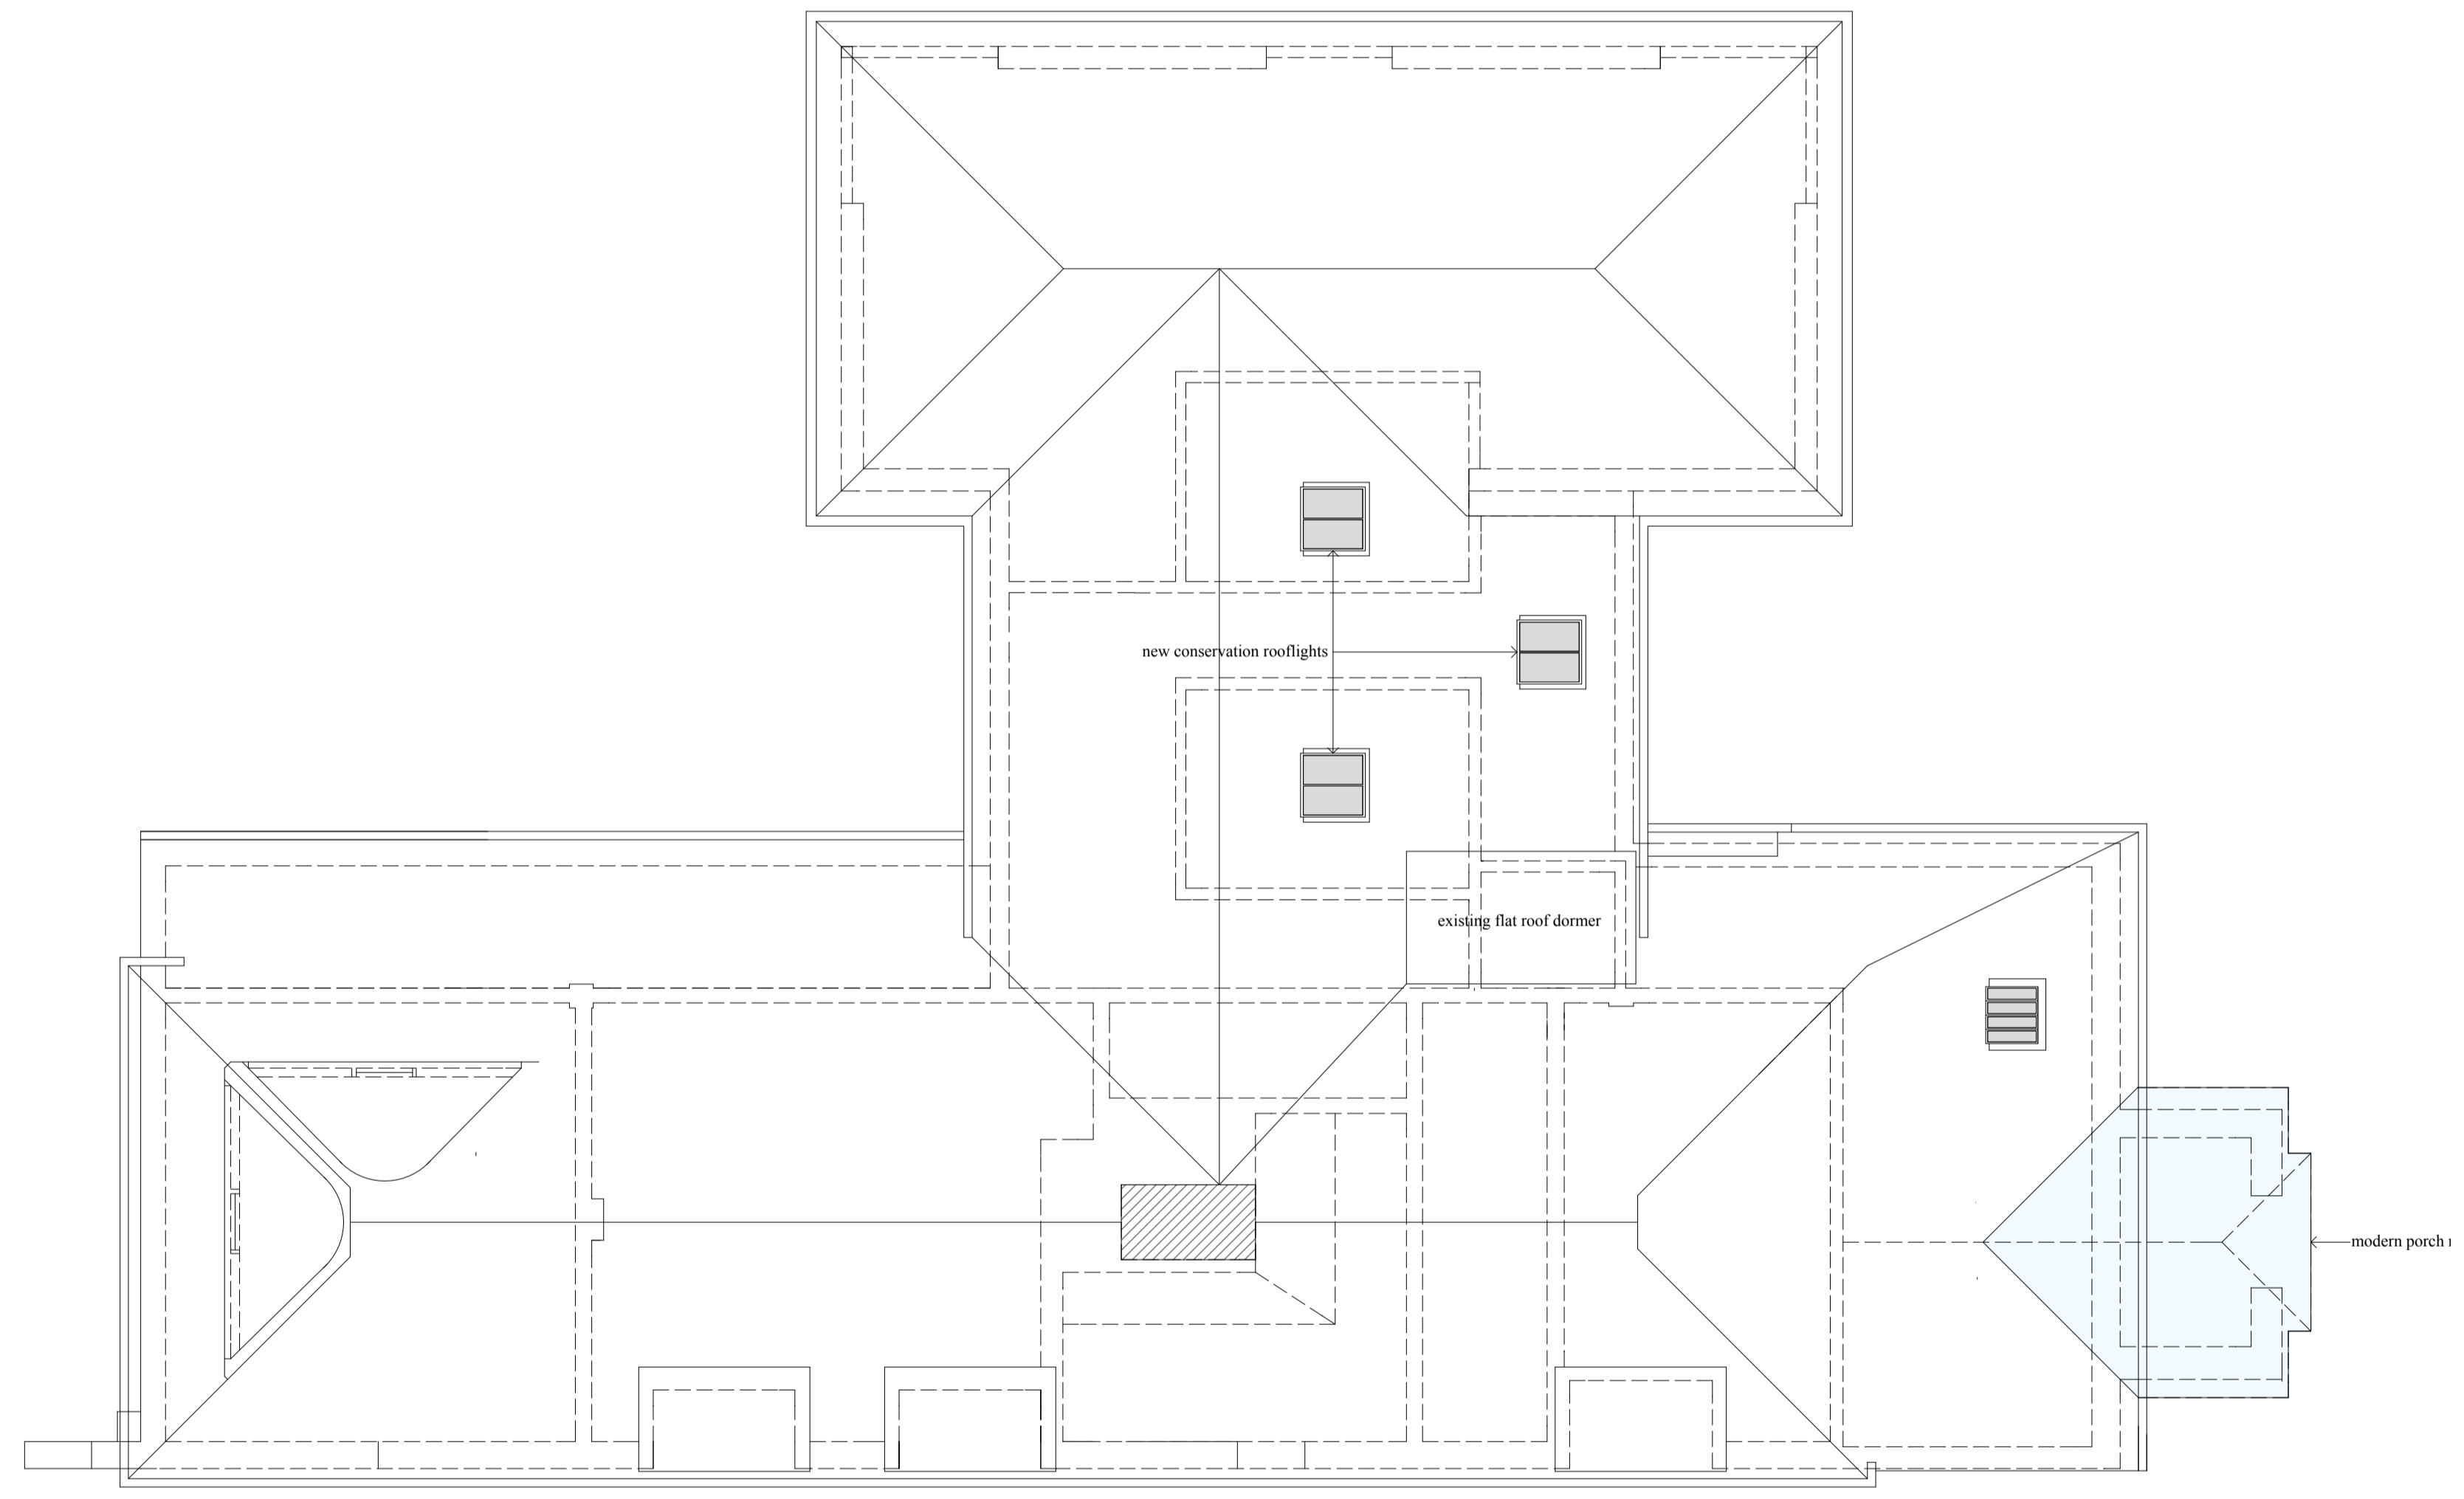 new conservation rooflights
existing flat roof dormer
modern porch